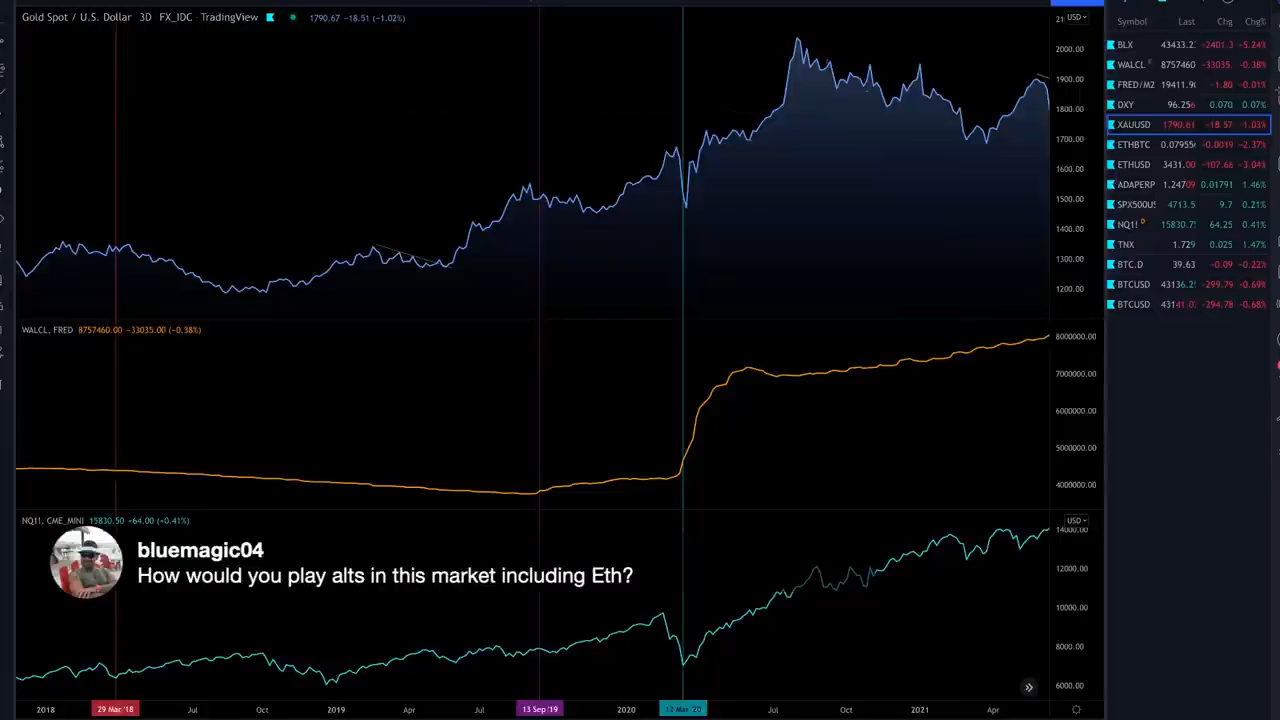 Gold Spot / U.S. Dollar 3D FX_IDC TradingView 1790.67 −18.51 (−1.02%)
USD
2000.00
1900.00
1800.00
1700.00
1600.00
1500.00
1400.00
1300.00
1200.00
WALCL, FRED 8757460.00 −33035.00 (−0.38%)
8000000.00
7000000.00
6000000.00
5000000.00
4000000.00
NQ1!, CME_MINI 15830.50 +64.00 (+0.41%)
USD
14000.00
12000.00
10000.00
8000.00
6000.00
bluemagic04
How would you play alts in this market including Eth?
2018 29 Mar '18 Jul Oct 2019 Apr Jul 13 Sep '19 2020 12 Mar '20 Jul Oct 2021 Apr
Symbol Last Chg Chg%
BLX 43433.2 −2401.3 −5.24%
WALCL 8757460 −33035. −0.38%
FRED/M2 19411.90 −1.80 −0.01%
DXY 96.256 0.070 0.07%
XAUUSD 1790.61 −18.57 −1.03%
ETHBTC 0.07955 −0.0019 −2.37%
ETHUSD 3431.00 −107.66 −3.04%
ADAPERP 1.24709 0.01791 1.46%
SPX500US 4713.5 9.7 0.21%
NQ1! D 15830.7 64.25 0.41%
TNX 1.729 0.025 1.47%
BTC.D 39.63 −0.09 −0.22%
BTCUSD 43136.2 −299.79 −0.69%
BTCUSD 43141.0 −294.78 −0.68%